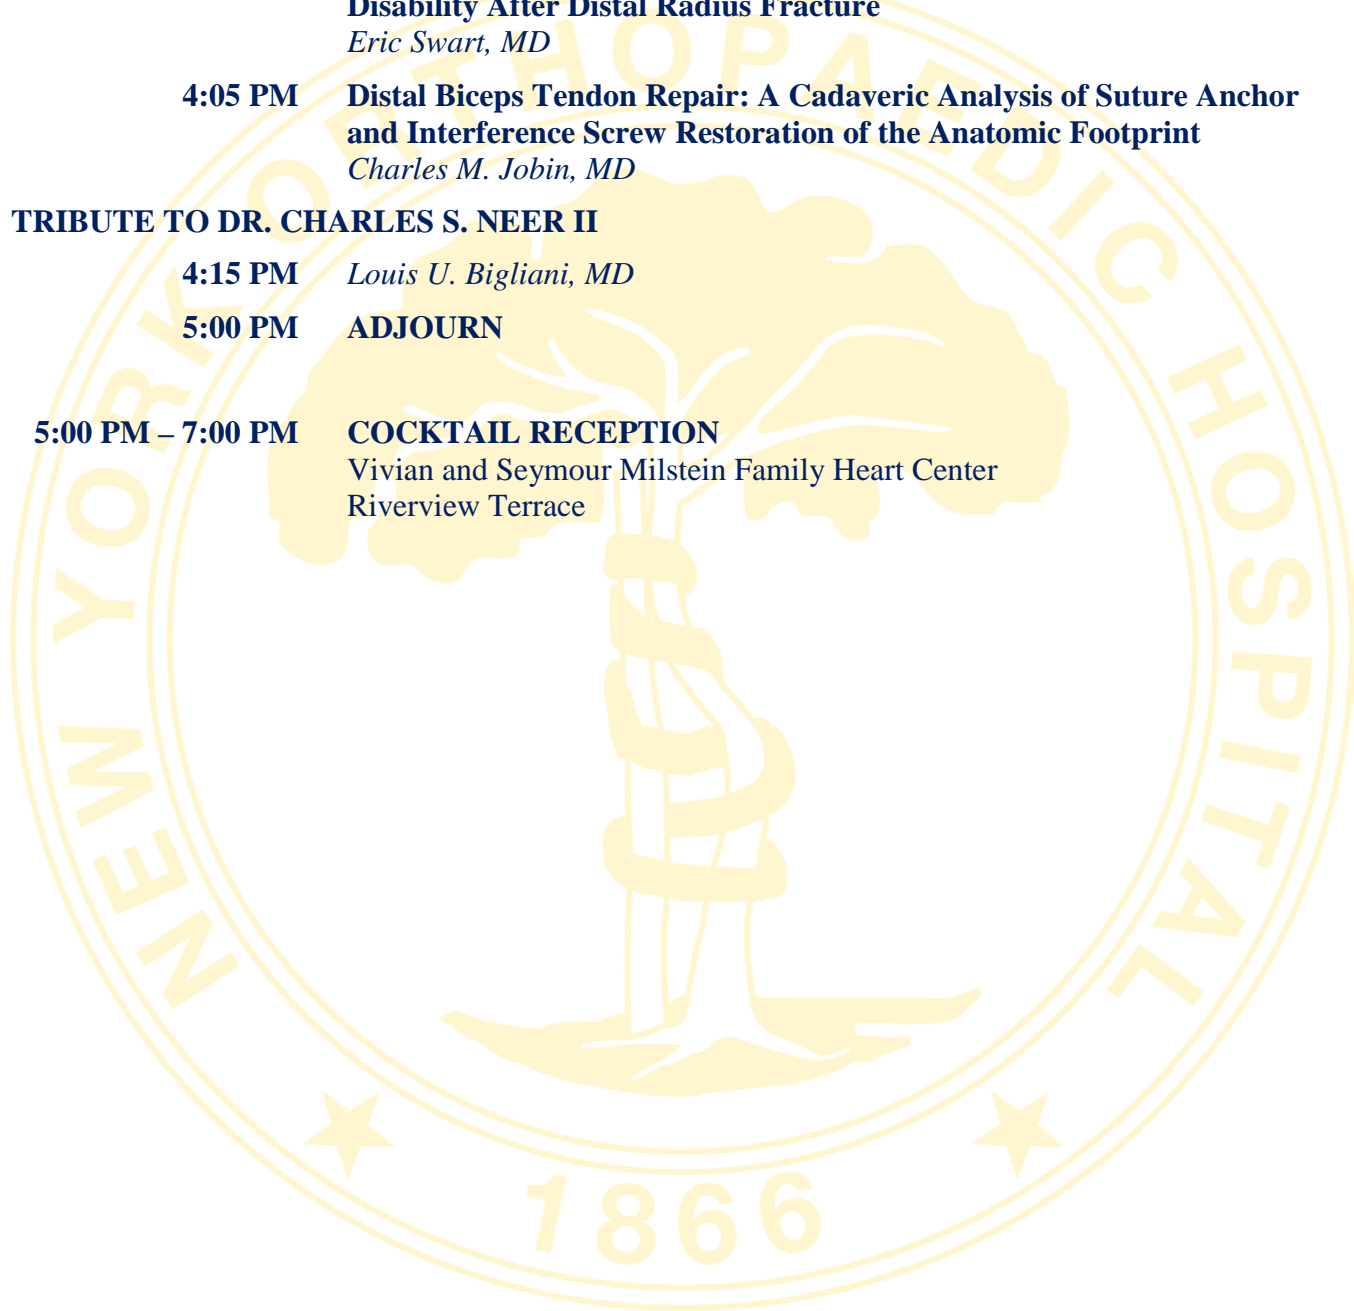 Disability After Distal Radius Fracture
Eric Swart, MD
4:05 PM Distal Biceps Tendon Repair: A Cadaveric Analysis of Suture Anchor
and Interference Screw Restoration of the Anatomic Footprint
Charles M. Jobin, MD
TRIBUTE TO DR. CHARLES S. NEER II
4:15 PM Louis U. Bigliani, MD
5:00 PM ADJOURN
5:00 PM – 7:00 PM COCKTAIL RECEPTION
Vivian and Seymour Milstein Family Heart Center
Riverview Terrace
NEW YORK ORTHOPAEDIC HOSPITAL
1866